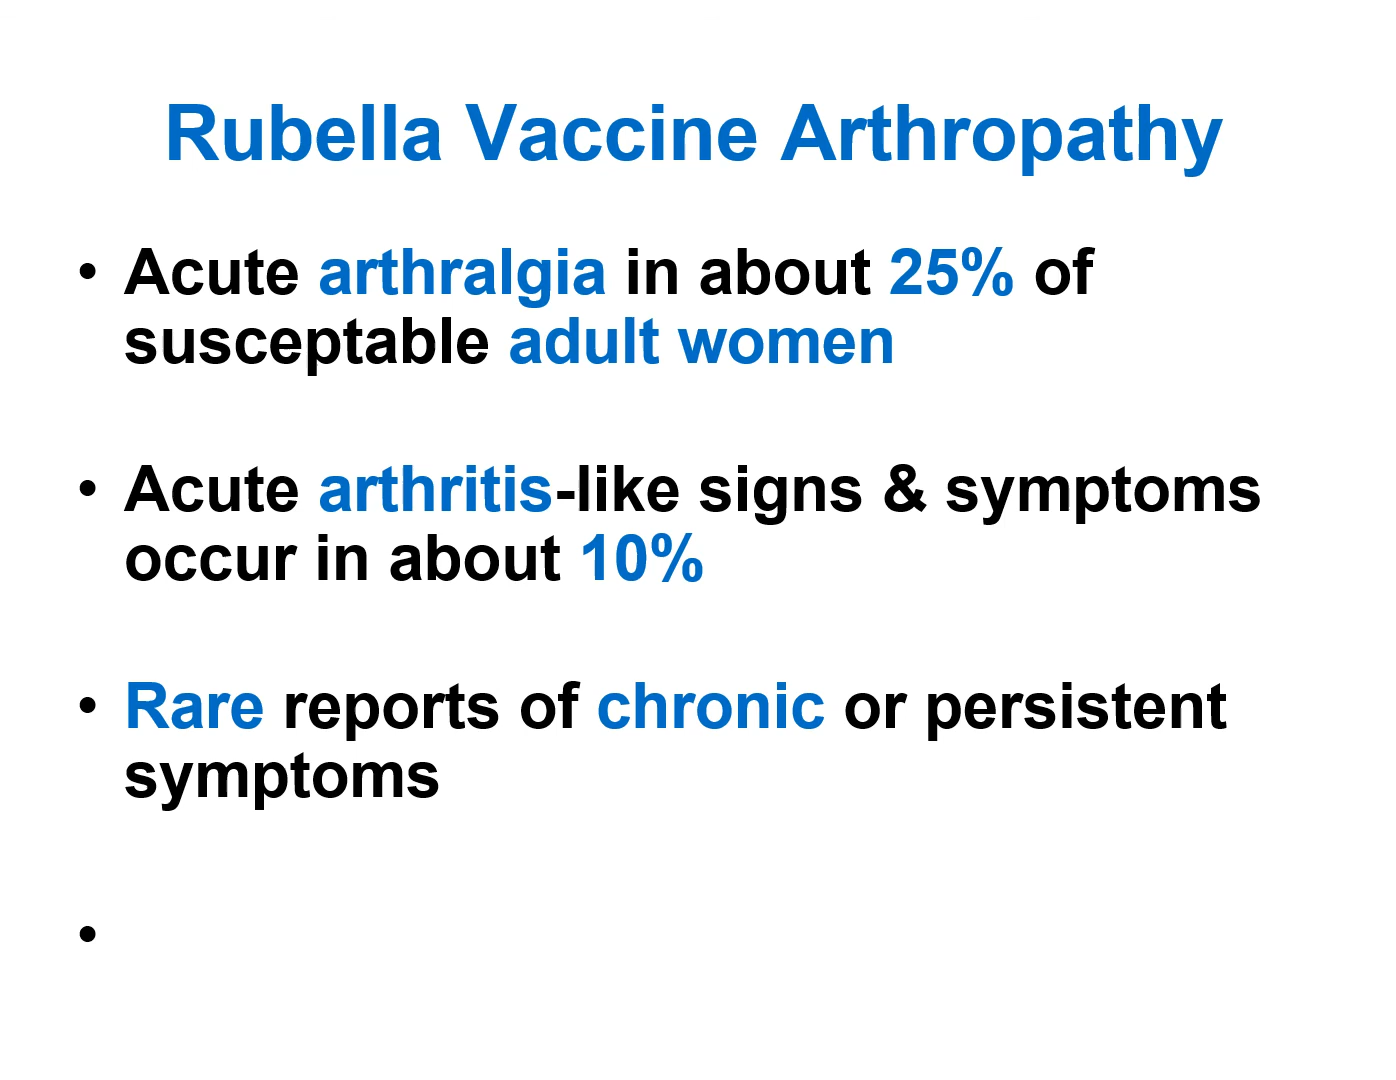 Rubella Vaccine Arthropathy
• Acute arthralgia in about 25% of
susceptable adult women
• Acute arthritis-like signs & symptoms
occur in about 10%
• Rare reports of chronic or persistent
symptoms
•